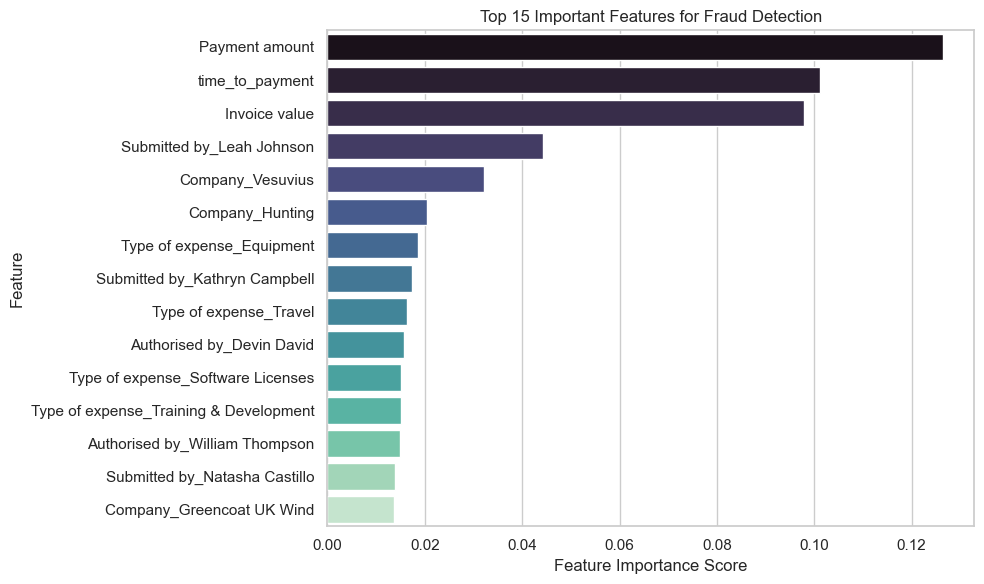 Top 15 Important Features for Fraud Detection
Feature
Payment amount
time_to_payment
Invoice value
Submitted by_Leah Johnson
Company_Vesuvius
Company_Hunting
Type of expense_Equipment
Submitted by_Kathryn Campbell
Type of expense_Travel
Authorised by_Devin David
Type of expense_Software Licenses
Type of expense_Training & Development
Authorised by_William Thompson
Submitted by_Natasha Castillo
Company_Greencoat UK Wind
0.00 0.02 0.04 0.06 0.08 0.10 0.12
Feature Importance Score